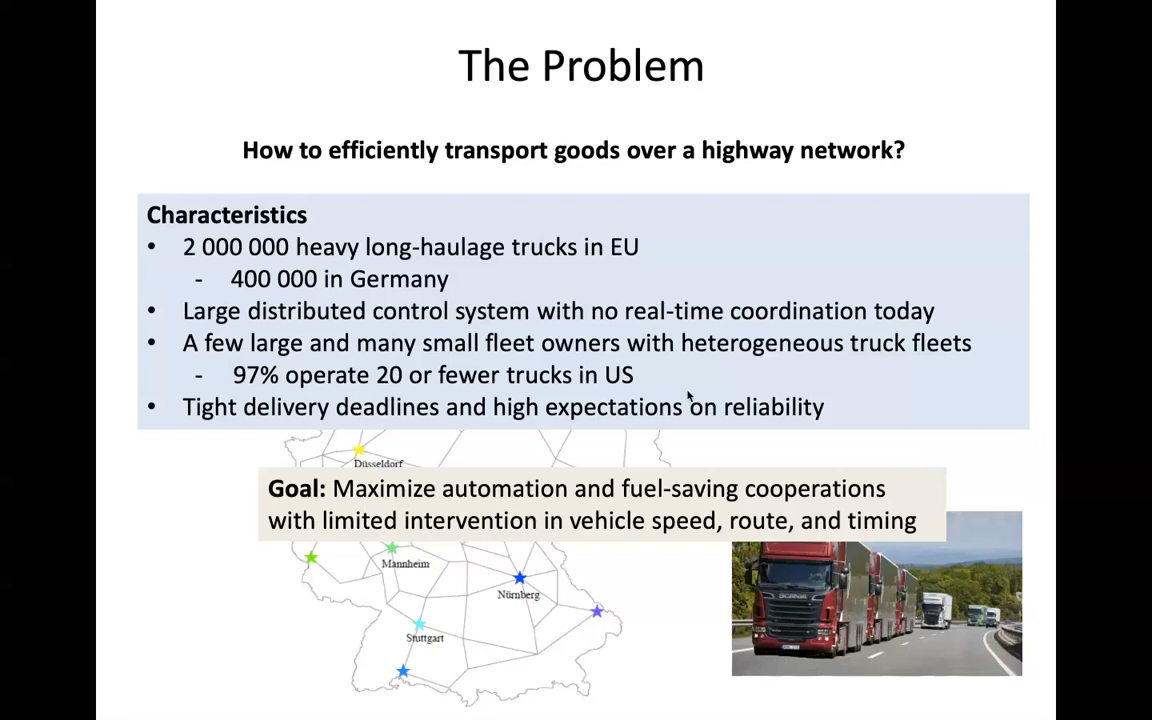 The Problem
How to efficiently transport goods over a highway network?
Characteristics
• 2 000 000 heavy long-haulage trucks in EU
- 400 000 in Germany
• Large distributed control system with no real-time coordination today
• A few large and many small fleet owners with heterogeneous truck fleets
- 97% operate 20 or fewer trucks in US
• Tight delivery deadlines and high expectations on reliability
Düsseldorf
Goal: Maximize automation and fuel-saving cooperations
with limited intervention in vehicle speed, route, and timing
Mannheim
Nürnberg
Stuttgart
SCANIA